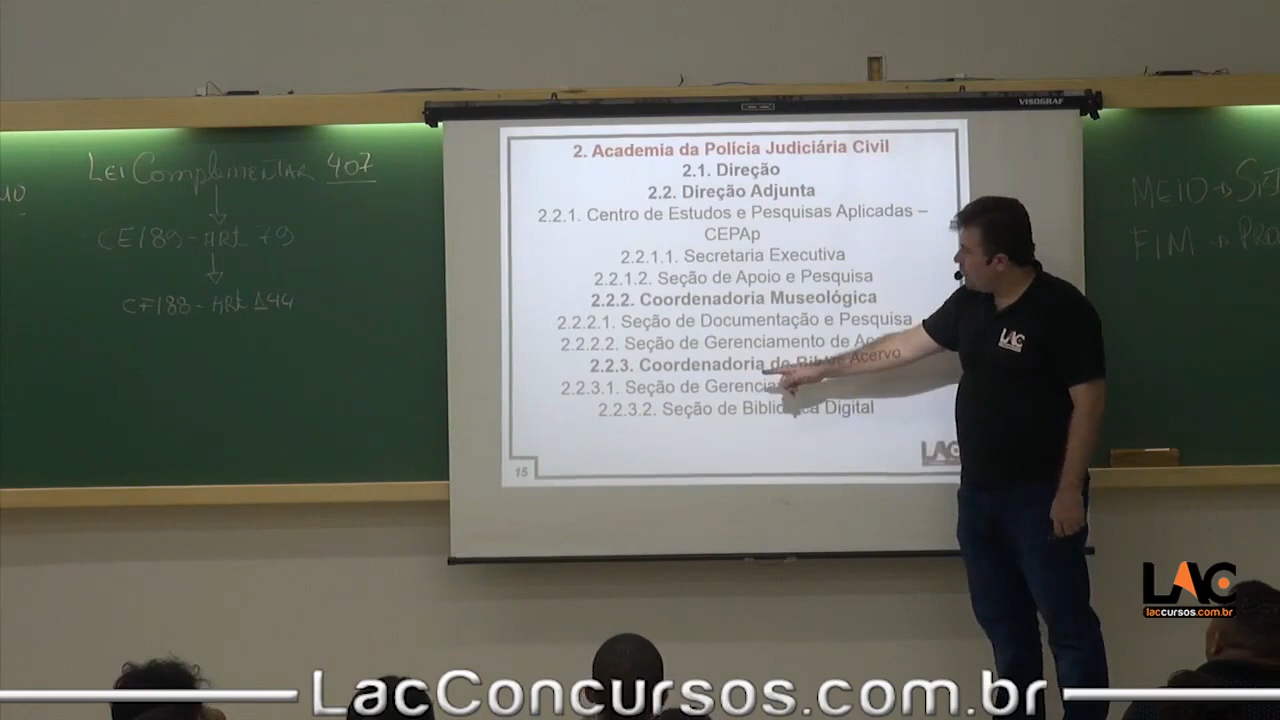 VISOGRAF
LEI Complementar 407
CE/89 - ARt 79
CF/88 - ARt 144
2. Academia da Polícia Judiciária Civil
2.1. Direção
2.2. Direção Adjunta
2.2.1. Centro de Estudos e Pesquisas Aplicadas –
CEPAp
2.2.1.1. Secretaria Executiva
2.2.1.2. Seção de Apoio e Pesquisa
2.2.2. Coordenadoria Museológica
2.2.2.1. Seção de Documentação e Pesquisa
2.2.2.2. Seção de Gerenciamento de
2.2.3. Coordenadoria
Acervo
2.2.3.1. Seção de
2.2.3.2. Seção de Digital
15
LAC
MEIO →
FIM →
LAC
LAC
laccursos.com.br
LacConcursos.com.br